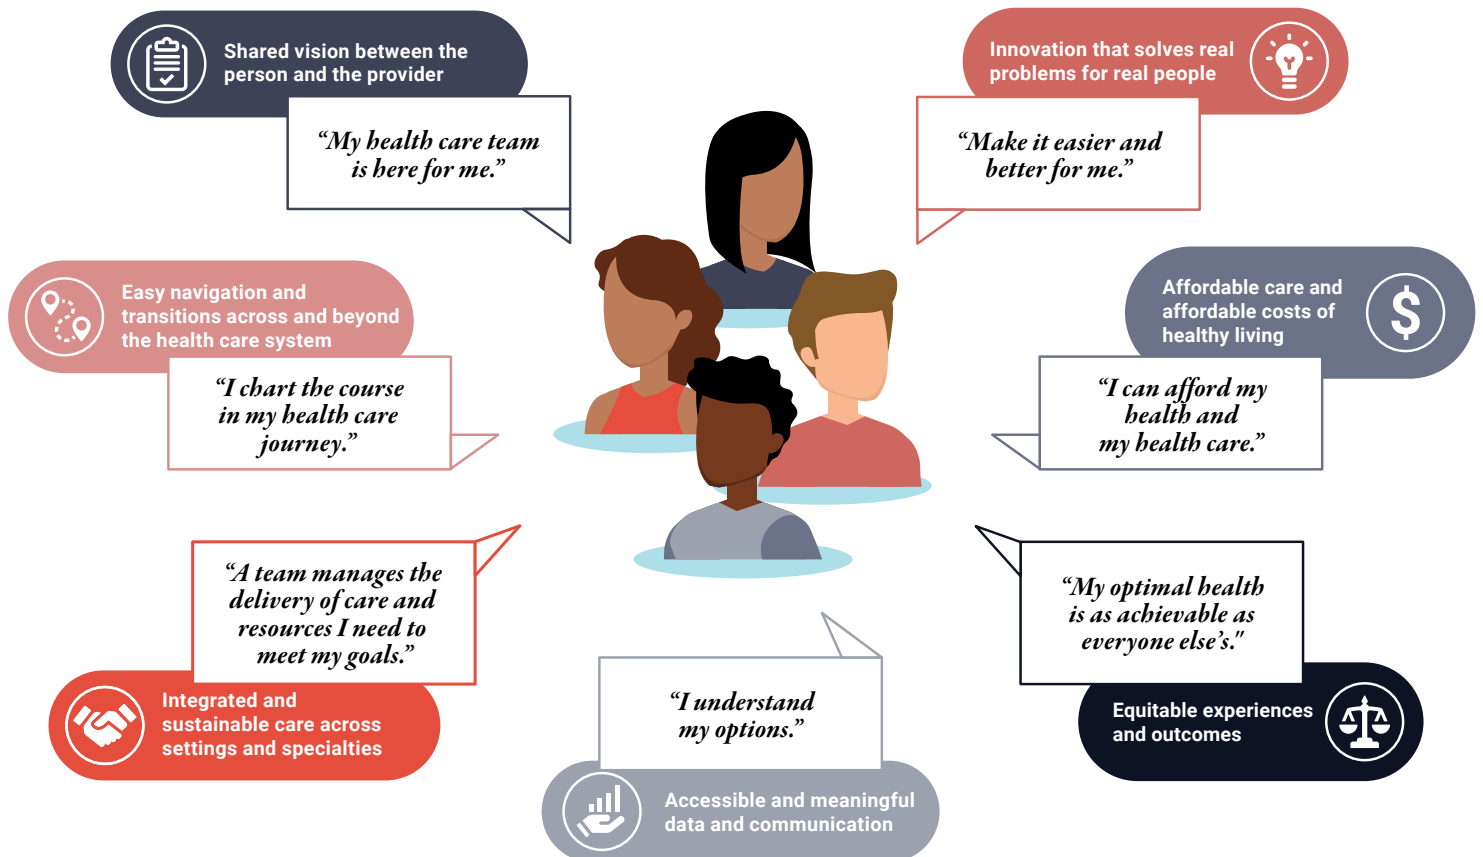 Shared vision between the
person and the provider
“My health care team
is here for me.”
Innovation that solves real
problems for real people
“Make it easier and
better for me.”
Easy navigation and
transitions across and beyond
the health care system
“I chart the course
in my health care
journey.”
Affordable care and
affordable costs of
healthy living
$
“I can afford my
health and
my health care.”
“A team manages the
delivery of care and
resources I need to
meet my goals.”
Integrated and
sustainable care across
settings and specialties
“I understand
my options.”
Accessible and meaningful
data and communication
“My optimal health
is as achievable as
everyone else’s."
Equitable experiences
and outcomes